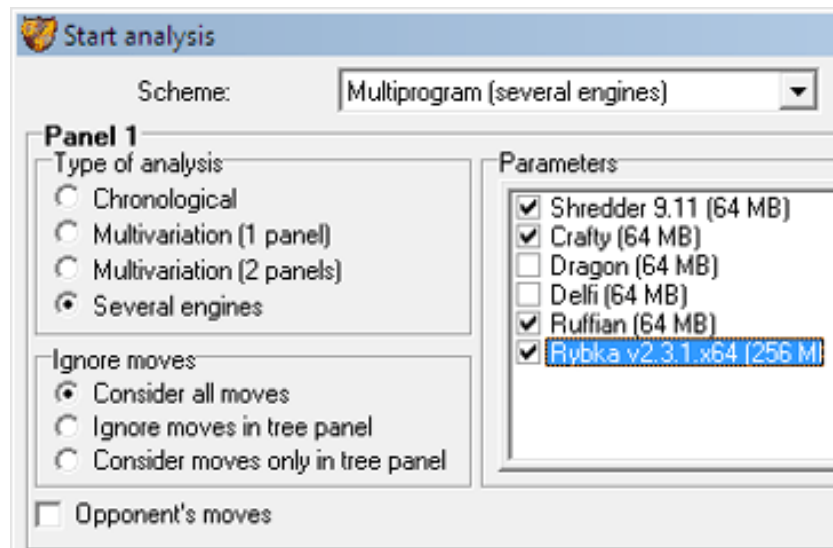 Start analysis
Scheme: Multiprogram (several engines)
Panel 1
Type of analysis
Chronological
Multivariation (1 panel)
Multivariation (2 panels)
Several engines
Parameters
Shredder 9.11 (64 MB)
Crafty (64 MB)
Dragon (64 MB)
Delfi (64 MB)
Ruffian (64 MB)
Rybka v2.3.1.x64 (256 M
Ignore moves
Consider all moves
Ignore moves in tree panel
Consider moves only in tree panel
Opponent's moves